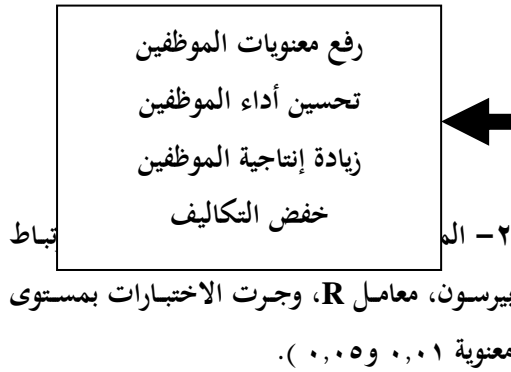 رفع معنويات الموظفين
تحسين أداء الموظفين
زيادة إنتاجية الموظفين
خفض التكاليف
٢-
بيرسون، معامل R، وجرت الاختبارات بمستوى
معنوية ٠,٠١ و٠,٠٥ ).